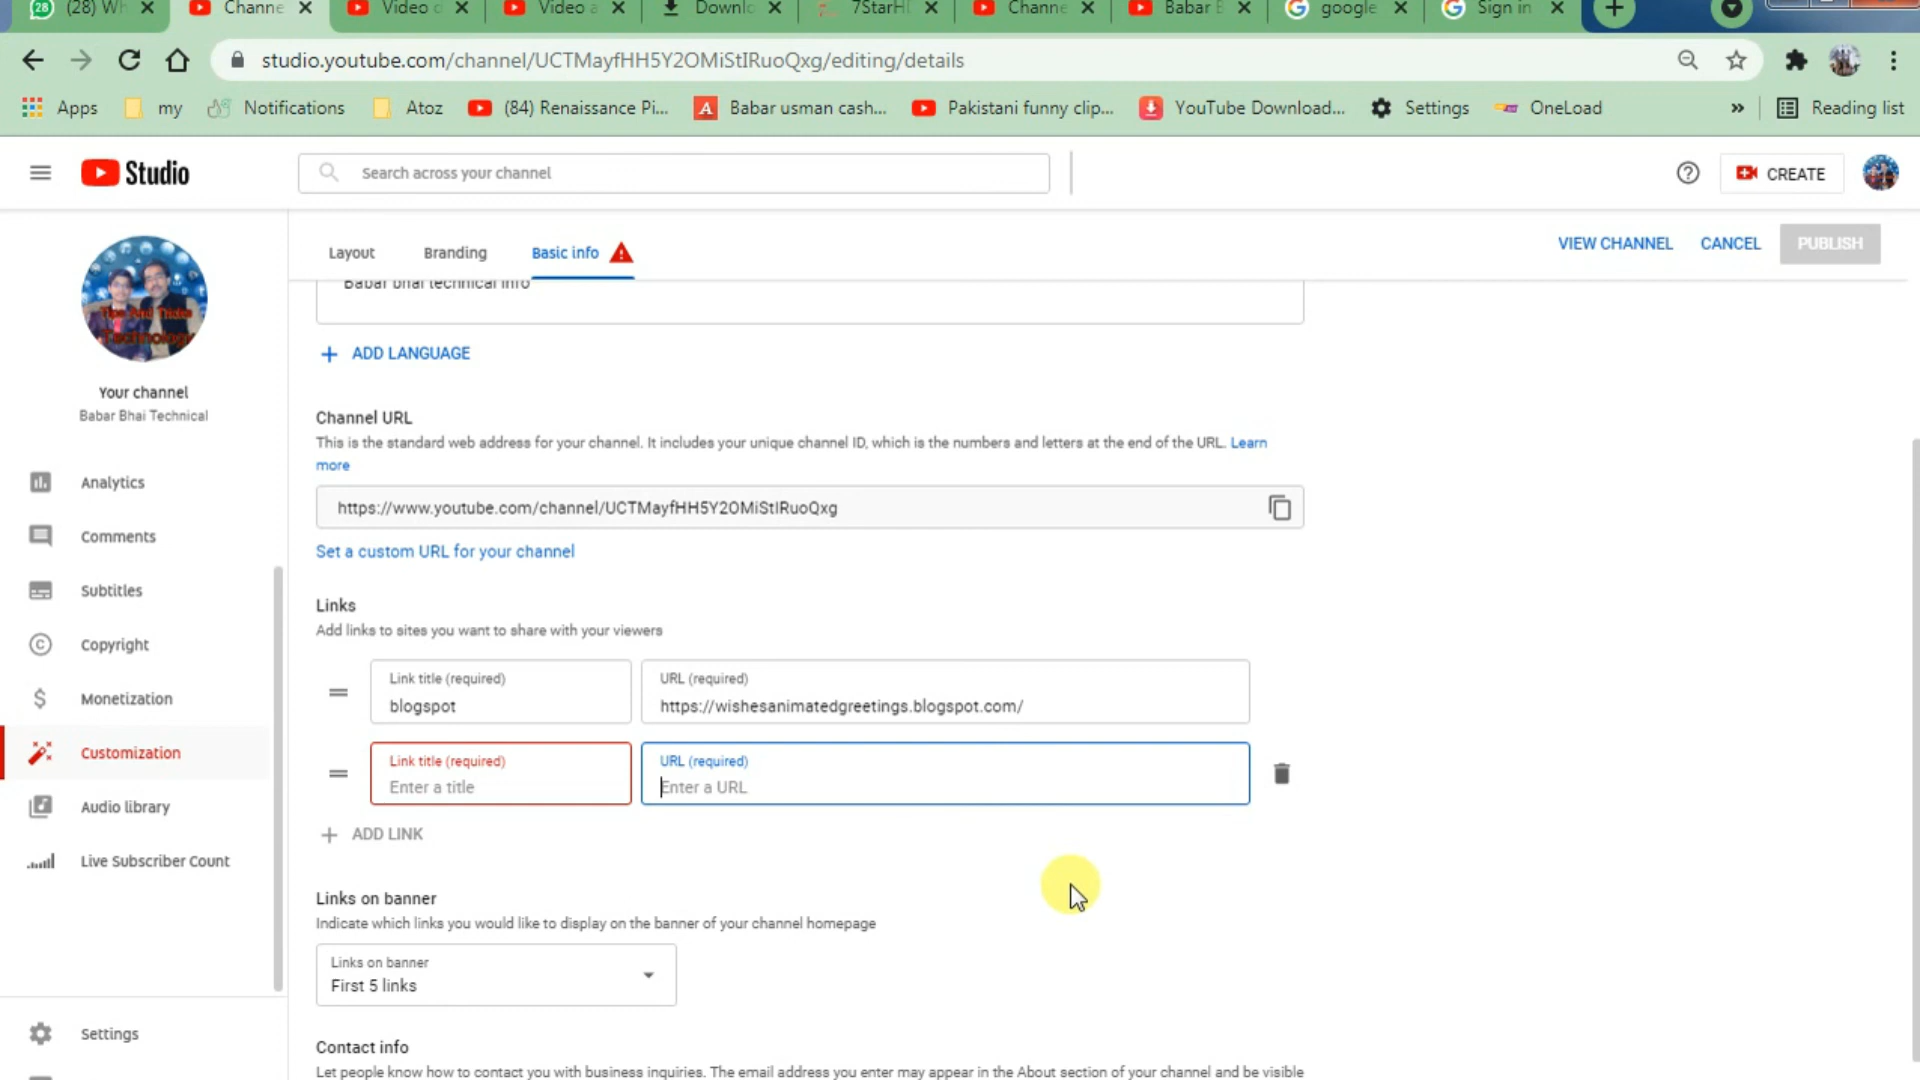 (28) Wh
Channe
Video c
Video a
Downlo
7StarH
Channe
Babar B
google
Sign in
studio.youtube.com/channel/UCTMayfHH5Y2OMiStIRuoQxg/editing/details
Apps
my
Notifications
Atoz
(84) Renaissance Pi...
Babar usman cash...
Pakistani funny clip...
YouTube Download...
Settings
OneLoad
»
Reading list
Studio
Search across your channel
CREATE
Layout
Branding
Basic info
VIEW CHANNEL
CANCEL
PUBLISH
Tips And Tricks
Technology
Your channel
Babar Bhai Technical
Analytics
Comments
Subtitles
Copyright
Monetization
Customization
Audio library
Live Subscriber Count
Settings
Babar bhai technical info
ADD LANGUAGE
Channel URL
This is the standard web address for your channel. It includes your unique channel ID, which is the numbers and letters at the end of the URL. Learn
more
https://www.youtube.com/channel/UCTMayfHH5Y2OMiStIRuoQxg
Set a custom URL for your channel
Links
Add links to sites you want to share with your viewers
Link title (required)
blogspot
URL (required)
https://wishesanimatedgreetings.blogspot.com/
Link title (required)
Enter a title
URL (required)
Enter a URL
ADD LINK
Links on banner
Indicate which links you would like to display on the banner of your channel homepage
Links on banner
First 5 links
Contact info
Let people know how to contact you with business inquiries. The email address you enter may appear in the About section of your channel and be visible